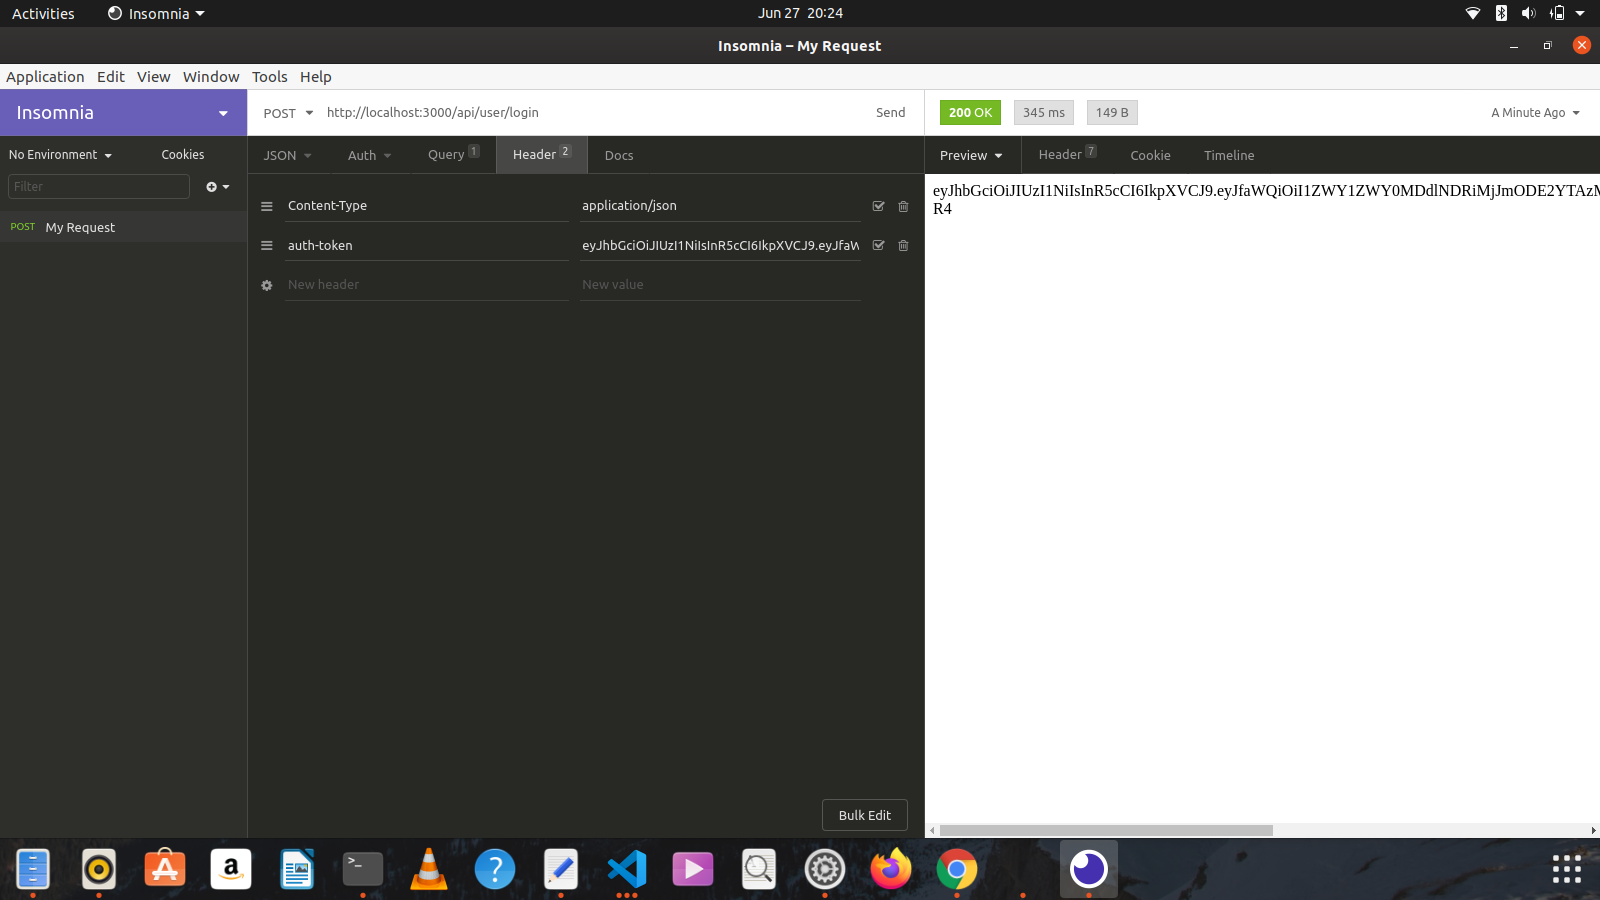 Activities Insomnia Jun 27 20:24
Insomnia – My Request
Application Edit View Window Tools Help
Insomnia POST http://localhost:3000/api/user/login Send 200 OK 345 ms 149 B A Minute Ago
No Environment Cookies JSON Auth Query 1 Header 2 Docs Preview Header 7 Cookie Timeline
Filter
POST My Request
Content-Type application/json
auth-token eyJhbGciOiJIUzI1NiIsInR5cCI6IkpXVCJ9.eyJfaW
New header New value
Bulk Edit
eyJhbGciOiJIUzI1NiIsInR5cCI6IkpXVCJ9.eyJfaWQiOiI1ZWY1ZWY0MDdlNDRiMjJmODE2YTAzM
R4